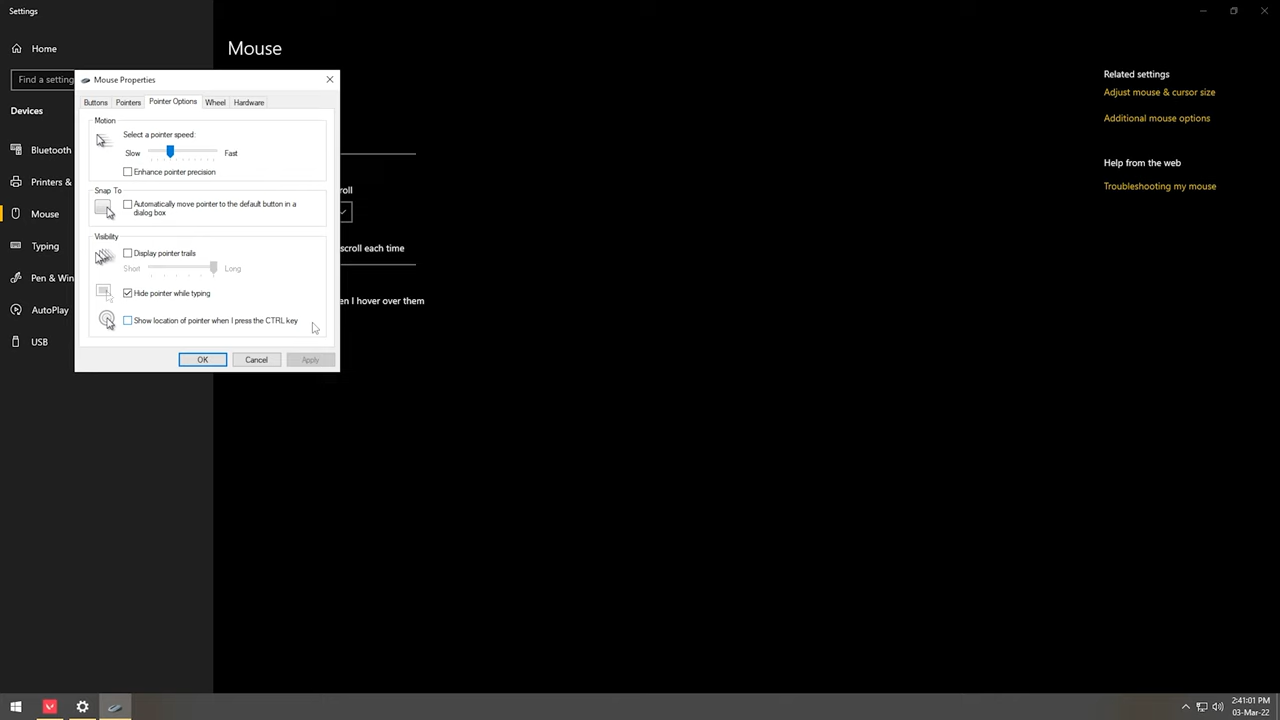 Settings
Home
Find a setting
Devices
Bluetooth
Printers &
Mouse
Typing
Pen & Win
AutoPlay
USB
Mouse
roll
scroll each time
n I hover over them
Mouse Properties
Buttons Pointers Pointer Options Wheel Hardware
Motion
Select a pointer speed:
Slow Fast
Enhance pointer precision
Snap To
Automatically move pointer to the default button in a
dialog box
Visibility
Display pointer trails
Short Long
Hide pointer while typing
Show location of pointer when I press the CTRL key
OK Cancel Apply
Related settings
Adjust mouse & cursor size
Additional mouse options
Help from the web
Troubleshooting my mouse
2:41:01 PM
03-Mar-22